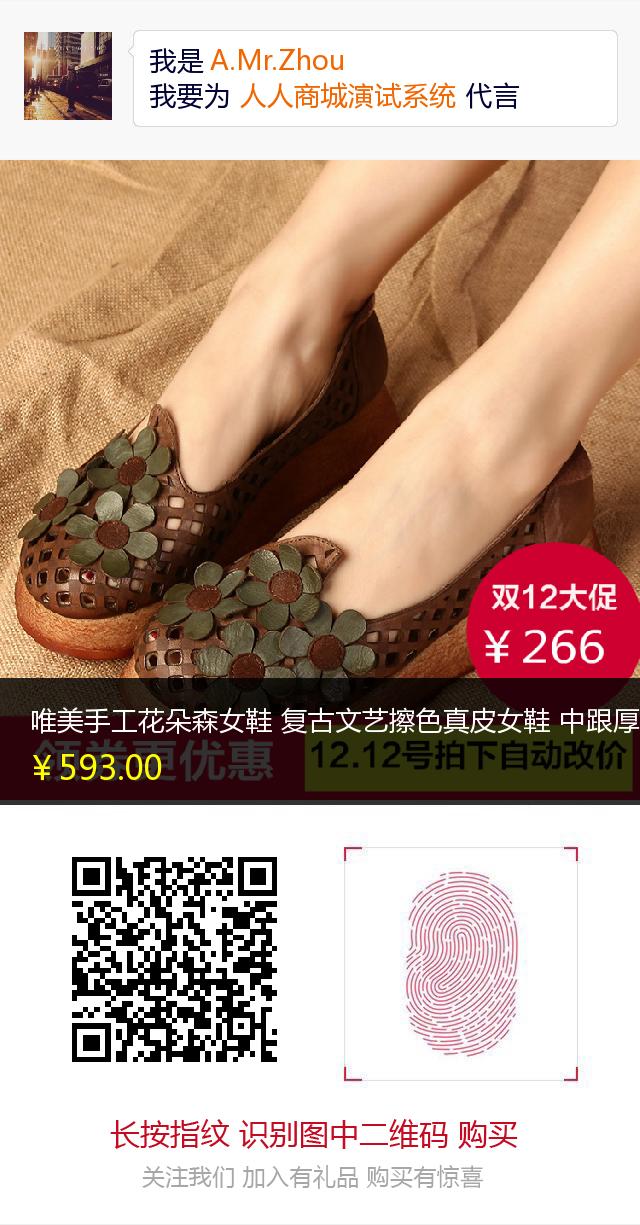 我是 A.Mr.Zhou
我要为 人人商城演试系统 代言
双12大促
￥266
唯美手工花朵森女鞋 复古文艺擦色真皮女鞋 中跟厚
领券更优惠
￥593.00
12.12号拍下自动改价
长按指纹 识别图中二维码 购买
关注我们 加入有礼品 购买有惊喜